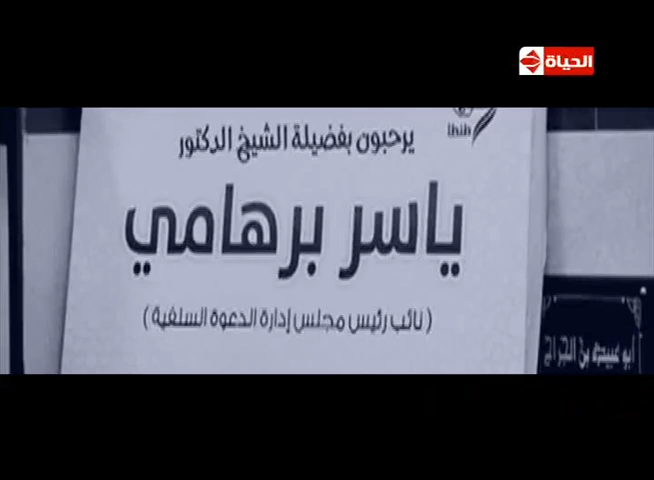 الحياة
يرحبون بفضيلة الشيخ الدكتور
ياسر برهامي
( نائب رئيس مجلس إدارة الدعوة السلفية )
أبو عبيدة بن الجراح